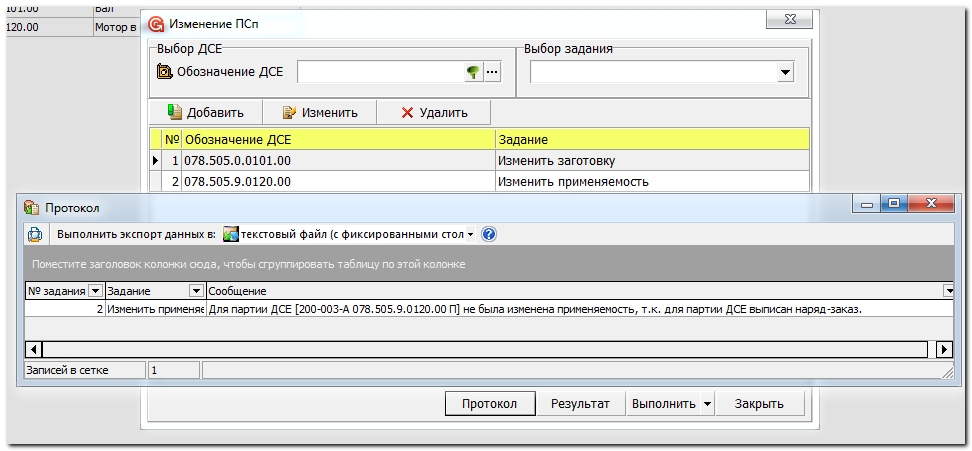 101.00 Вал
120.00 Мотор в
Изменение ПСп
Выбор ДСЕ
Выбор задания
Обозначение ДСЕ
Добавить Изменить Удалить
№ Обозначение ДСЕ Задание
1 078.505.0.0101.00 Изменить заготовку
2 078.505.9.0120.00 Изменить применяемость
Протокол
Выполнить экспорт данных в: текстовый файл (с фиксированными стол
Поместите заголовок колонки сюда, чтобы сгруппировать таблицу по этой колонке
№ задания Задание Сообщение
2 Изменить применяе Для партии ДСЕ [200-003-А 078.505.9.0120.00 П] не была изменена применяемость, т.к. для партии ДСЕ выписан наряд-заказ.
Записей в сетке 1
Протокол Результат Выполнить Закрыть